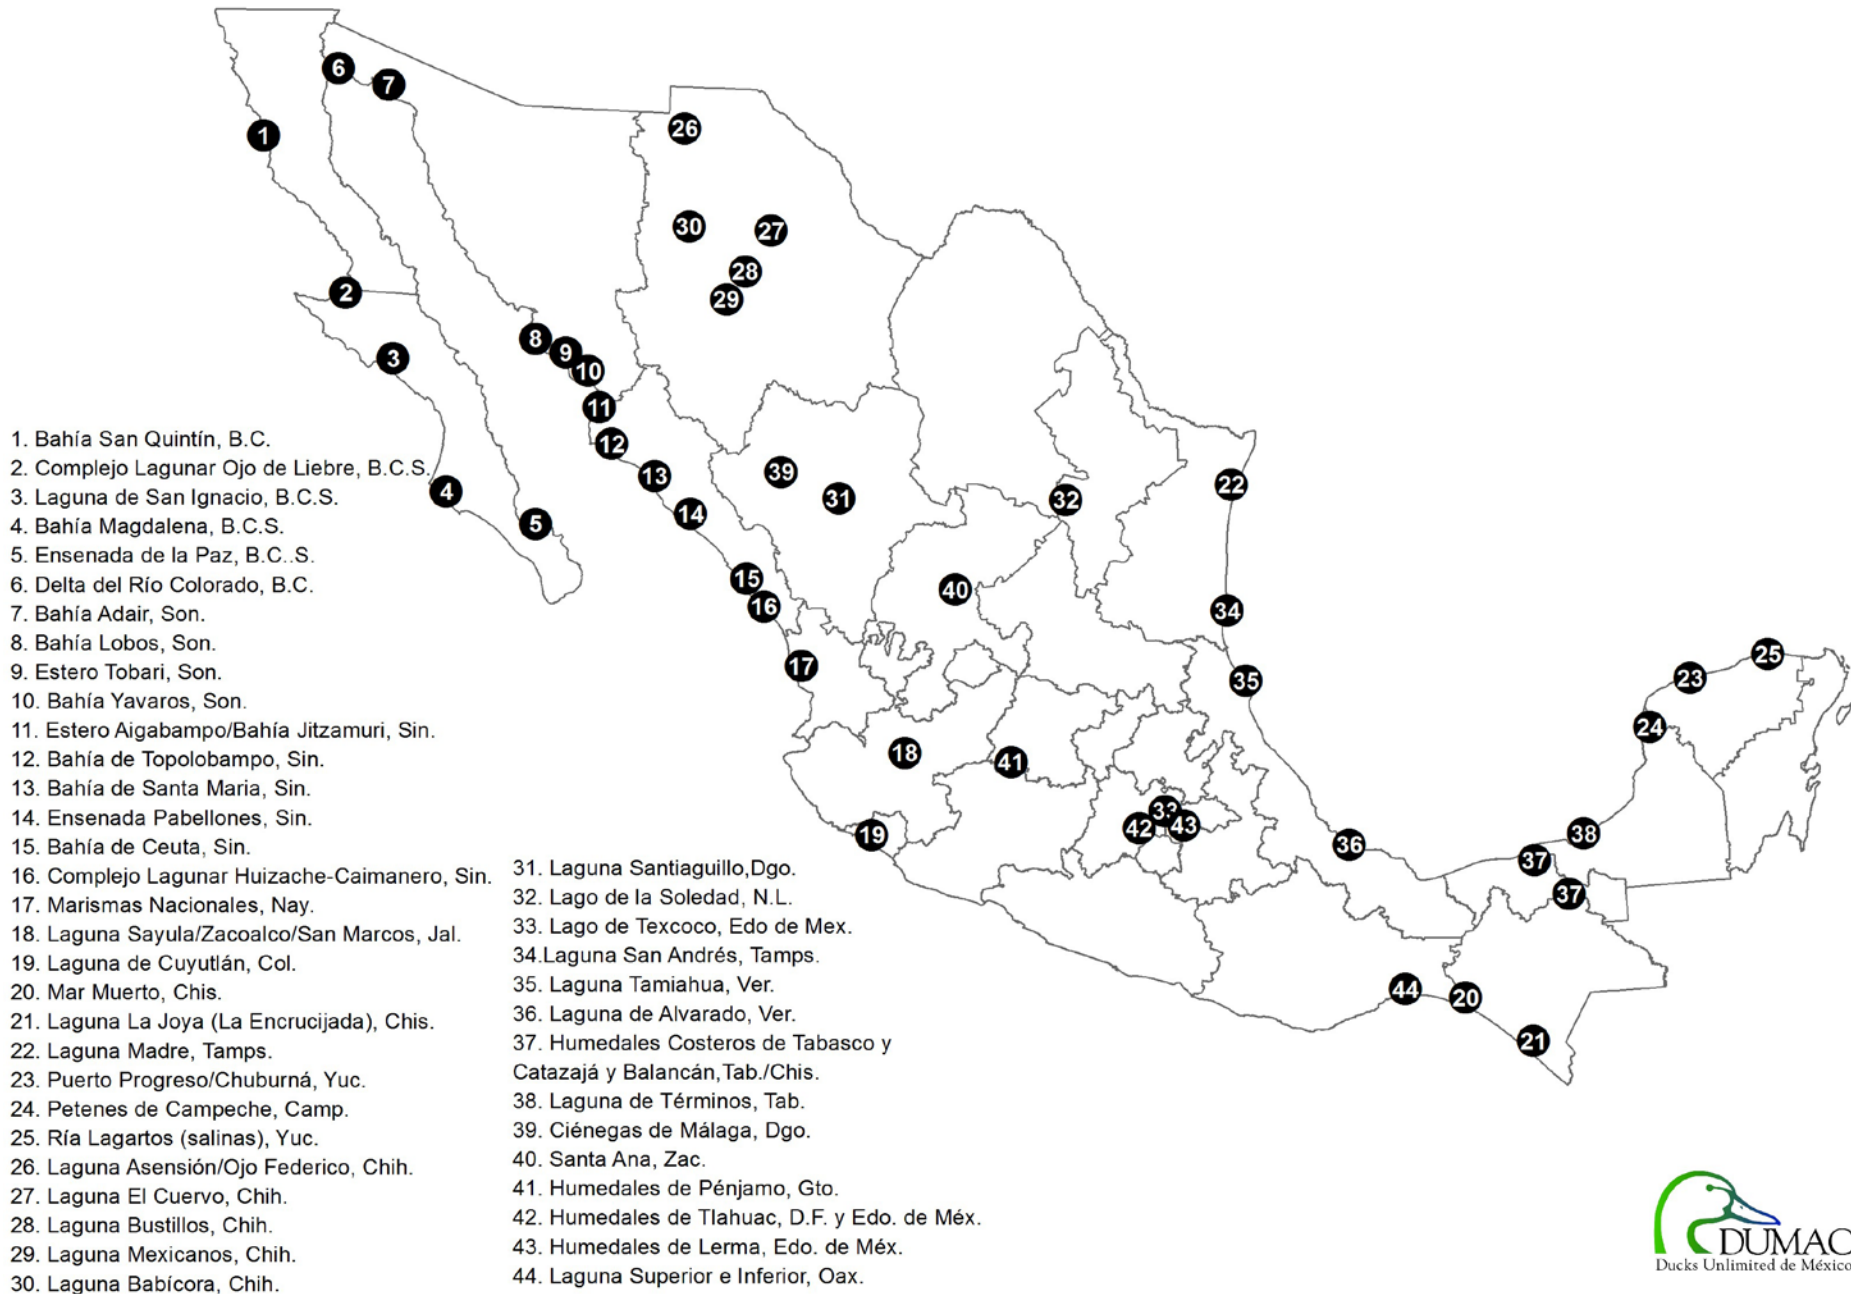 6
7
26
1
30
27
28
29
2
8
9
3
10
11
12
39
13
4
31
32
22
14
5
15
40
16
34
17
25
23
35
24
18
41
33
42
43
19
38
36
37
37
44
20
21
1. Bahía San Quintín, B.C.
2. Complejo Lagunar Ojo de Liebre, B.C.S.
3. Laguna de San Ignacio, B.C.S.
4. Bahía Magdalena, B.C.S.
5. Ensenada de la Paz, B.C..S.
6. Delta del Río Colorado, B.C.
7. Bahía Adair, Son.
8. Bahía Lobos, Son.
9. Estero Tobari, Son.
10. Bahía Yavaros, Son.
11. Estero Aigabampo/Bahía Jitzamuri, Sin.
12. Bahía de Topolobampo, Sin.
13. Bahía de Santa Maria, Sin.
14. Ensenada Pabellones, Sin.
15. Bahía de Ceuta, Sin.
16. Complejo Lagunar Huizache-Caimanero, Sin.
17. Marismas Nacionales, Nay.
18. Laguna Sayula/Zacoalco/San Marcos, Jal.
19. Laguna de Cuyutlán, Col.
20. Mar Muerto, Chis.
21. Laguna La Joya (La Encrucijada), Chis.
22. Laguna Madre, Tamps.
23. Puerto Progreso/Chuburná, Yuc.
24. Petenes de Campeche, Camp.
25. Ría Lagartos (salinas), Yuc.
26. Laguna Asensión/Ojo Federico, Chih.
27. Laguna El Cuervo, Chih.
28. Laguna Bustillos, Chih.
29. Laguna Mexicanos, Chih.
30. Laguna Babícora, Chih.
31. Laguna Santiaguillo,Dgo.
32. Lago de la Soledad, N.L.
33. Lago de Texcoco, Edo de Mex.
34.Laguna San Andrés, Tamps.
35. Laguna Tamiahua, Ver.
36. Laguna de Alvarado, Ver.
37. Humedales Costeros de Tabasco y
Catazajá y Balancán,Tab./Chis.
38. Laguna de Términos, Tab.
39. Ciénegas de Málaga, Dgo.
40. Santa Ana, Zac.
41. Humedales de Pénjamo, Gto.
42. Humedales de Tlahuac, D.F. y Edo. de Méx.
43. Humedales de Lerma, Edo. de Méx.
44. Laguna Superior e Inferior, Oax.
DUMAC
Ducks Unlimited de México